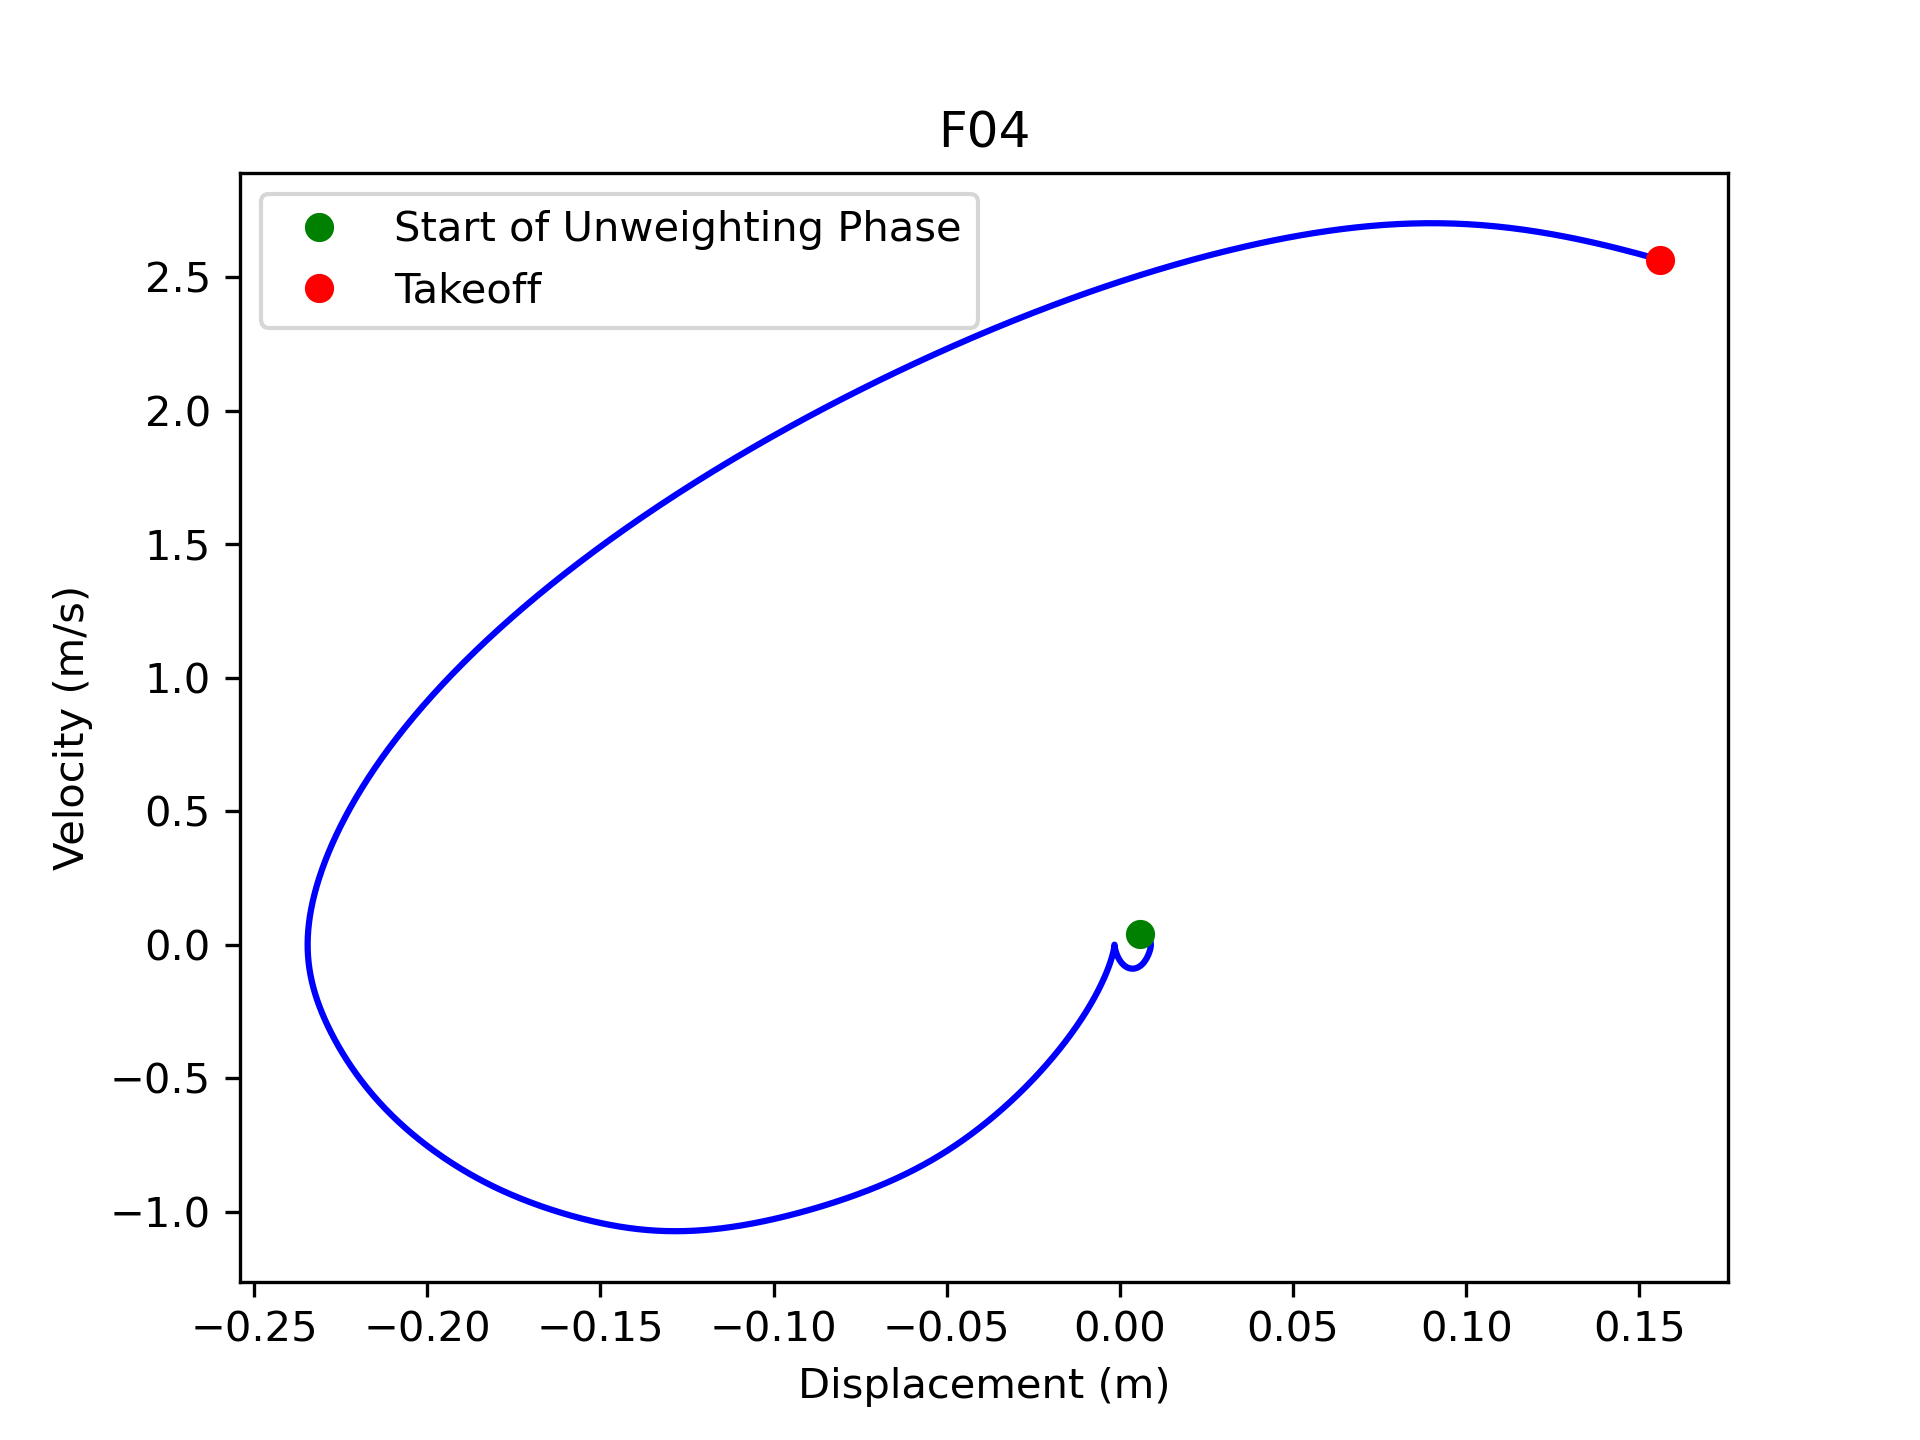 F04
Start of Unweighting Phase
Takeoff
2.5
2.0
1.5
1.0
0.5
0.0
−0.5
−1.0
Velocity (m/s)
−0.25 −0.20 −0.15 −0.10 −0.05 0.00 0.05 0.10 0.15
Displacement (m)